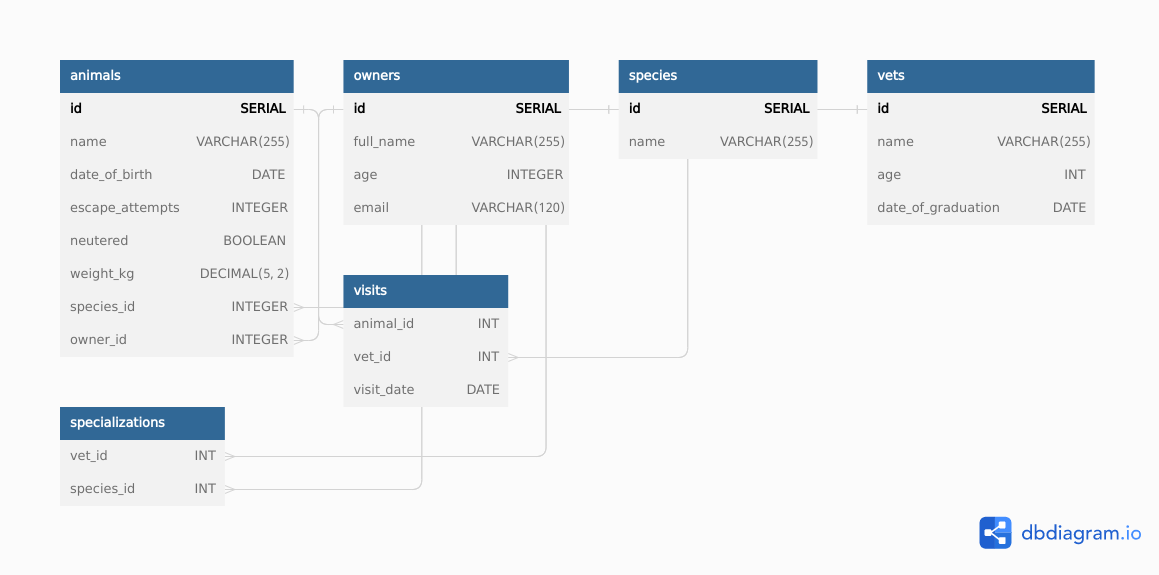 animals
id SERIAL
name VARCHAR(255)
date_of_birth DATE
escape_attempts INTEGER
neutered BOOLEAN
weight_kg DECIMAL(5, 2)
species_id INTEGER
owner_id INTEGER
owners
id SERIAL
full_name VARCHAR(255)
age INTEGER
email VARCHAR(120)
species
id SERIAL
name VARCHAR(255)
vets
id SERIAL
name VARCHAR(255)
age INT
date_of_graduation DATE
visits
animal_id INT
vet_id INT
visit_date DATE
specializations
vet_id INT
species_id INT
dbdiagram.io